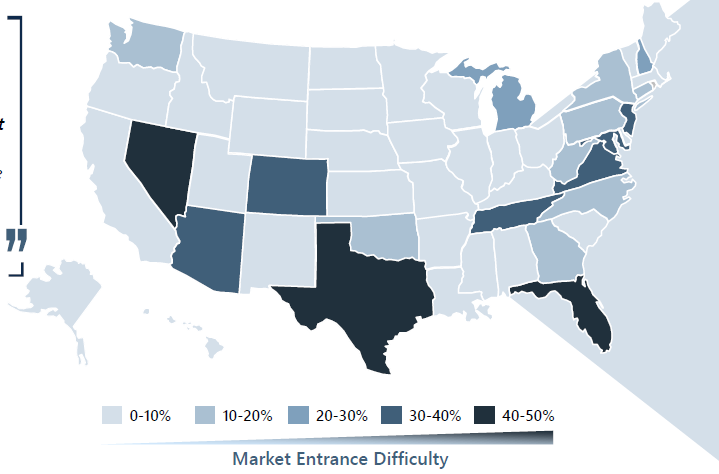 t
”
0-10% 10-20% 20-30% 30-40% 40-50%
Market Entrance Difficulty